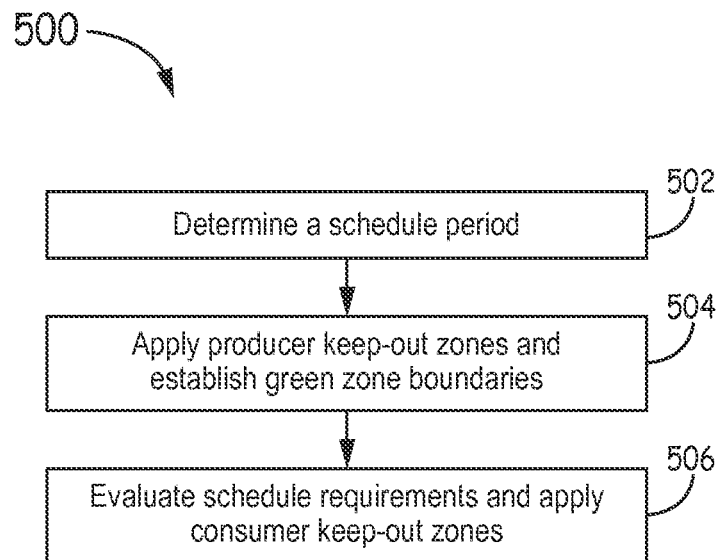 500
502
Determine a schedule period
504
Apply producer keep-out zones and
establish green zone boundaries
506
Evaluate schedule requirements and apply
consumer keep-out zones